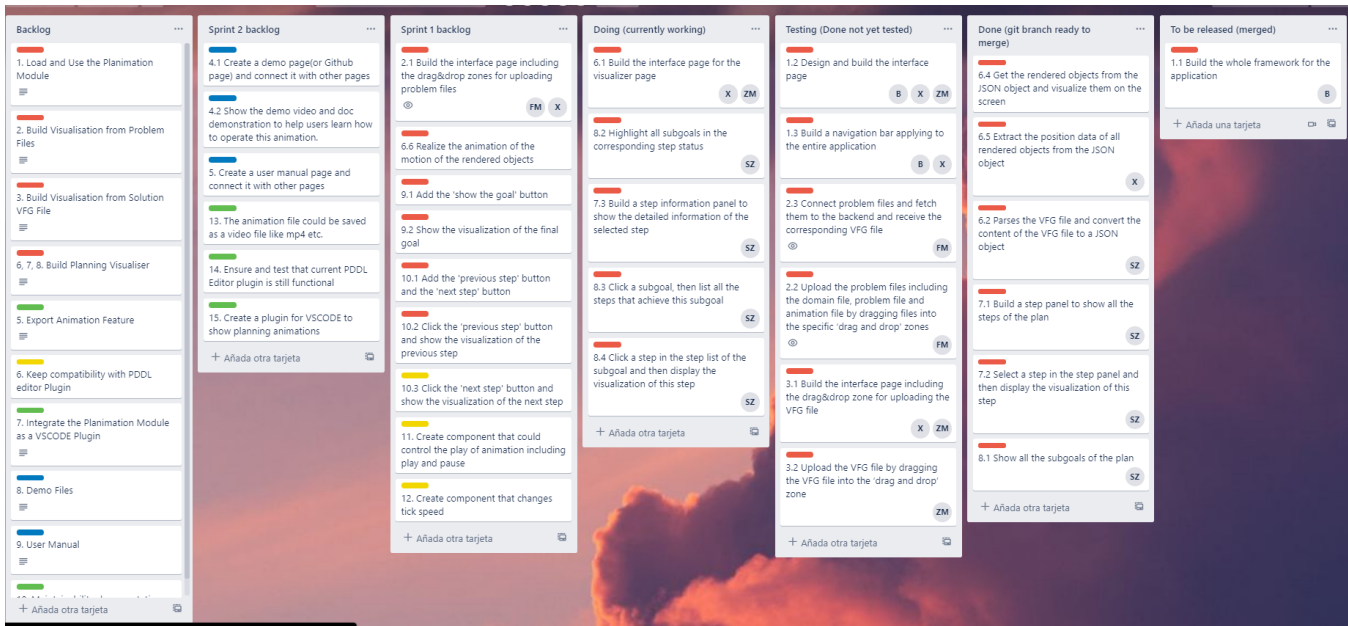 Backlog
1. Load and Use the Planimation
Module
2. Build Visualisation from Problem
Files
3. Build Visualisation from Solution
VFG File
6, 7, 8. Build Planning Visualiser
5. Export Animation Feature
6. Keep compatibility with PDDL
editor Plugin
7. Integrate the Planimation Module
as a VSCODE Plugin
8. Demo Files
9. User Manual
+ Añada otra tarjeta
Sprint 2 backlog
4.1 Create a demo page(or Github
page) and connect it with other pages
4.2 Show the demo video and doc
demonstration to help users learn how
to operate this animation.
5. Create a user manual page and
connect it with other pages
13. The animation file could be saved
as a video file like mp4 etc.
14. Ensure and test that current PDDL
Editor plugin is still functional
15. Create a plugin for VSCODE to
show planning animations
+ Añada otra tarjeta
Sprint 1 backlog
2.1 Build the interface page including
the drag&drop zones for uploading
problem files
FM X
6.6 Realize the animation of the
motion of the rendered objects
9.1 Add the 'show the goal' button
9.2 Show the visualization of the final
goal
10.1 Add the 'previous step' button
and the 'next step' button
10.2 Click the 'previous step' button
and show the visualization of the
previous step
10.3 Click the 'next step' button and
show the visualization of the next step
11. Create component that could
control the play of animation including
play and pause
12. Create component that changes
tick speed
+ Añada otra tarjeta
Doing (currently working)
6.1 Build the interface page for the
visualizer page
X ZM
8.2 Highlight all subgoals in the
corresponding step status
SZ
7.3 Build a step information panel to
show the detailed information of the
selected step
SZ
8.3 Click a subgoal, then list all the
steps that achieve this subgoal
SZ
8.4 Click a step in the step list of the
subgoal and then display the
visualization of this step
SZ
+ Añada otra tarjeta
Testing (Done not yet tested)
1.2 Design and build the interface
page
B X ZM
1.3 Build a navigation bar applying to
the entire application
B X
2.3 Connect problem files and fetch
them to the backend and receive the
corresponding VFG file
FM
2.2 Upload the problem files including
the domain file, problem file and
animation file by dragging files into
the specific 'drag and drop' zones
FM
3.1 Build the interface page including
the drag&drop zone for uploading the
VFG file
X ZM
3.2 Upload the VFG file by dragging
the VFG file into the 'drag and drop'
zone
ZM
+ Añada otra tarjeta
Done (git branch ready to
merge)
6.4 Get the rendered objects from the
JSON object and visualize them on the
screen
6.5 Extract the position data of all
rendered objects from the JSON
object
X
6.2 Parses the VFG file and convert the
content of the VFG file to a JSON
object
SZ
7.1 Build a step panel to show all the
steps of the plan
SZ
7.2 Select a step in the step panel and
then display the visualization of this
step
SZ
8.1 Show all the subgoals of the plan
SZ
+ Añada otra tarjeta
To be released (merged)
1.1 Build the whole framework for the
application
B
+ Añada una tarjeta